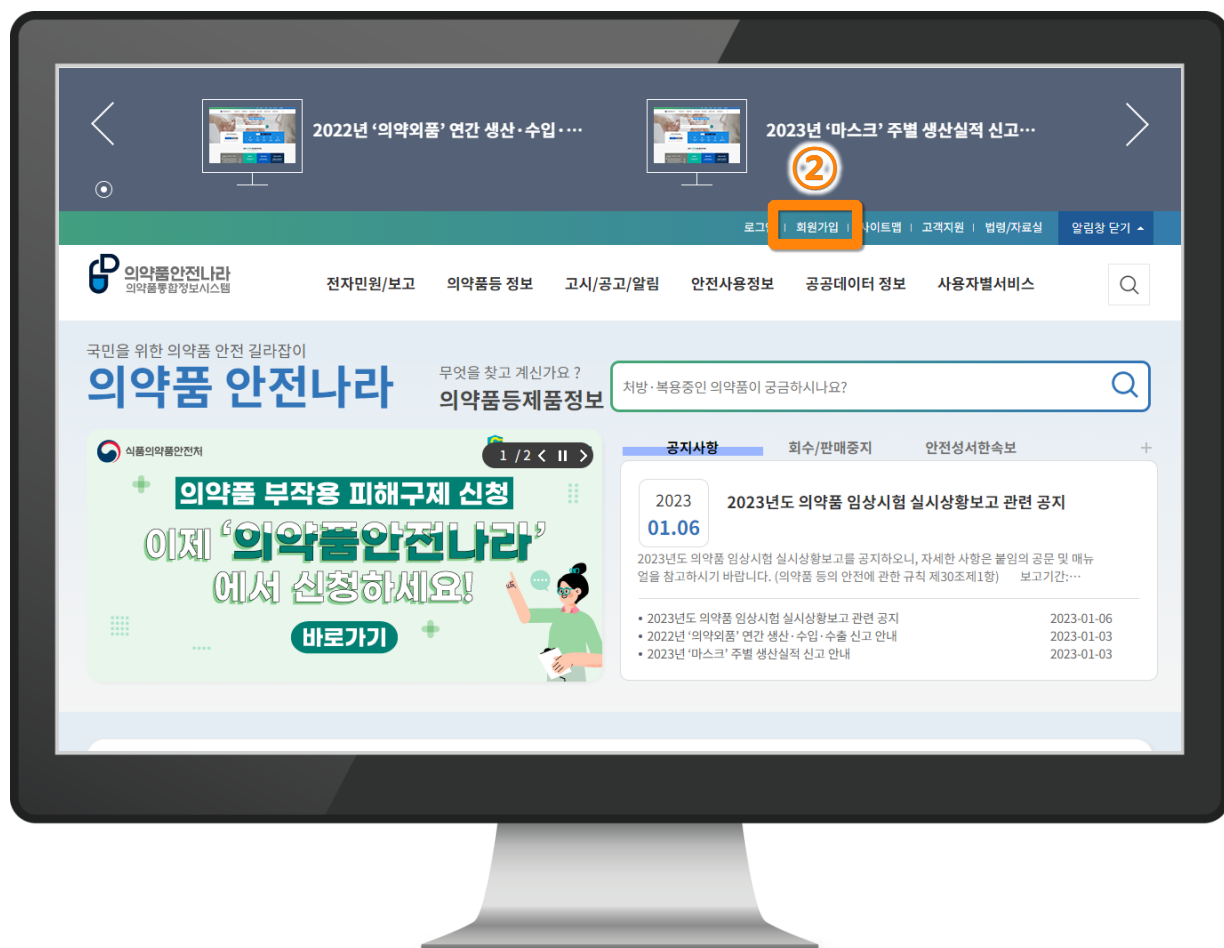 2022년 ‘의약외품’ 연간 생산·수입·…
2023년 ‘마스크’ 주별 생산실적 신고…
②
회원가입
사이트맵
고객지원
법령/자료실
알림창 닫기
의약품안전나라
의약품통합정보시스템
전자민원/보고
의약품등 정보
고시/공고/알림
안전사용정보
공공데이터 정보
사용자별서비스
국민을 위한 의약품 안전 길라잡이
의약품 안전나라
무엇을 찾고 계신가요 ?
의약품등제품정보
처방·복용중인 의약품이 궁금하시나요?
식품의약품안전처
1 / 2
의약품 부작용 피해구제 신청
이제 ‘의약품안전나라’
에서 신청하세요!
바로가기
공지사항
회수/판매중지
안전성서한속보
2023
01.06
2023년도 의약품 임상시험 실시상황보고 관련 공지
2023년도 의약품 임상시험 실시상황보고를 공지하오니, 자세한 사항은 붙임의 공문 및 매뉴
얼을 참고하시기 바랍니다. (의약품 등의 안전에 관한 규칙 제30조제1항) 보고기간:…
• 2023년도 의약품 임상시험 실시상황보고 관련 공지 2023-01-06
• 2022년 ‘의약외품’ 연간 생산·수입·수출 신고 안내 2023-01-03
• 2023년 ‘마스크’ 주별 생산실적 신고 안내 2023-01-03